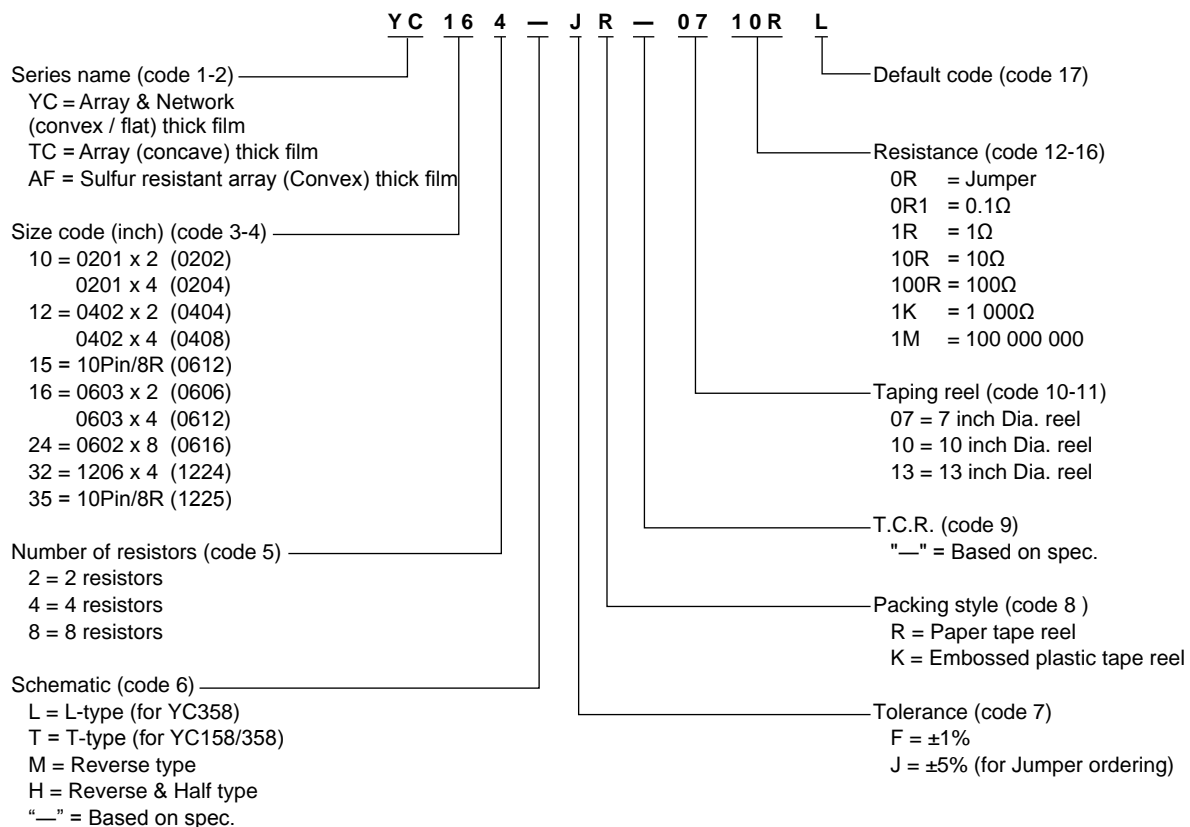 YC 16 4 — J R — 07 10R L
Series name (code 1-2)
YC = Array & Network
(convex / flat) thick film
TC = Array (concave) thick film
AF = Sulfur resistant array (Convex) thick film
Size code (inch) (code 3-4)
10 = 0201 x 2 (0202)
0201 x 4 (0204)
12 = 0402 x 2 (0404)
0402 x 4 (0408)
15 = 10Pin/8R (0612)
16 = 0603 x 2 (0606)
0603 x 4 (0612)
24 = 0602 x 8 (0616)
32 = 1206 x 4 (1224)
35 = 10Pin/8R (1225)
Number of resistors (code 5)
2 = 2 resistors
4 = 4 resistors
8 = 8 resistors
Schematic (code 6)
L = L-type (for YC358)
T = T-type (for YC158/358)
M = Reverse type
H = Reverse & Half type
“—” = Based on spec.
Default code (code 17)
Resistance (code 12-16)
0R = Jumper
0R1 = 0.1Ω
1R = 1Ω
10R = 10Ω
100R = 100Ω
1K = 1 000Ω
1M = 100 000 000
Taping reel (code 10-11)
07 = 7 inch Dia. reel
10 = 10 inch Dia. reel
13 = 13 inch Dia. reel
T.C.R. (code 9)
"—" = Based on spec.
Packing style (code 8 )
R = Paper tape reel
K = Embossed plastic tape reel
Tolerance (code 7)
F = ±1%
J = ±5% (for Jumper ordering)